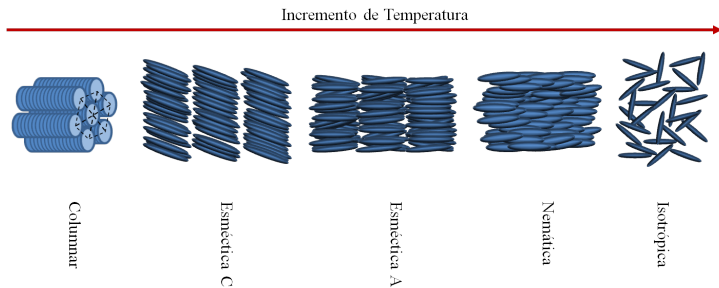 Incremento de Temperatura
Columnar
Esméctica C
Esméctica A
Nemática
Isotrópica